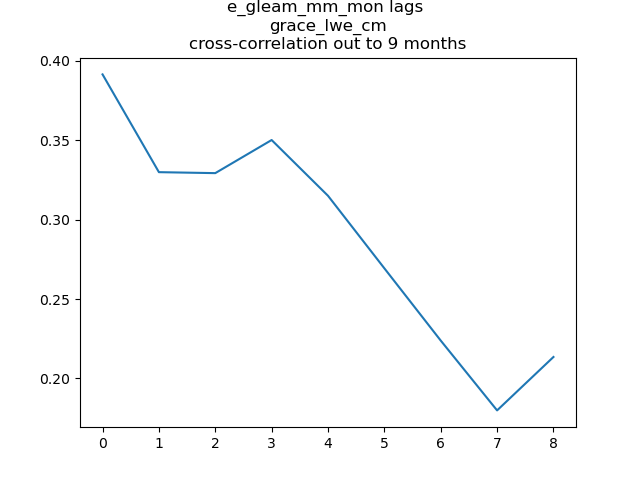 e_gleam_mm_mon lags
grace_lwe_cm
cross-correlation out to 9 months
0.40
0.35
0.30
0.25
0.20
0 1 2 3 4 5 6 7 8